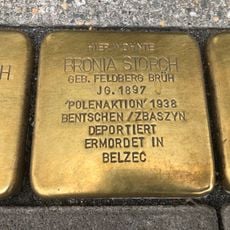 HIER WOHNTE
BRONIA STORCH
GEB. FELDBERG BRÜH
JG. 1897
'POLENAKTION' 1938
BENTSCHEN/ZBASZYN
DEPORTIERT
ERMORDET IN
BELZEC